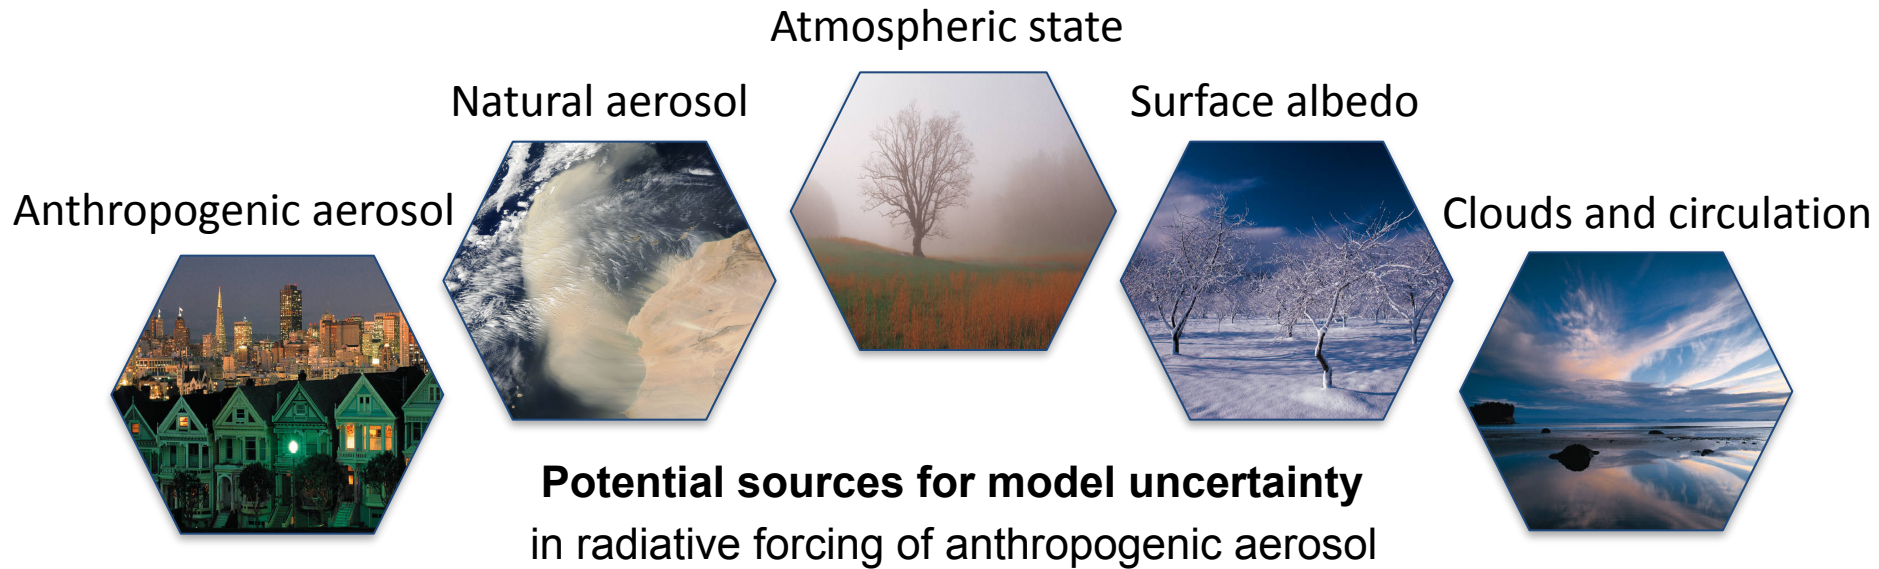 Atmospheric state
Natural aerosol
Surface albedo
Anthropogenic aerosol
Clouds and circulation
Potential sources for model uncertainty
in radiative forcing of anthropogenic aerosol